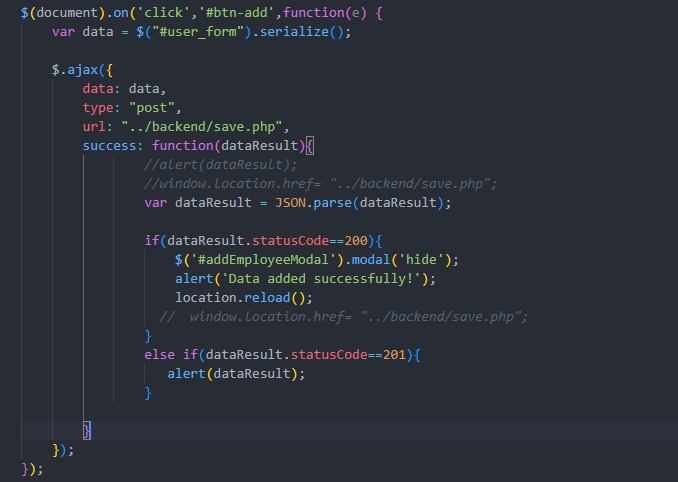 $(document).on('click','#btn-add',function(e) {
var data = $("#user_form").serialize();
$.ajax({
data: data,
type: "post",
url: "../backend/save.php",
success: function(dataResult){
//alert(dataResult);
//window.location.href= "../backend/save.php";
var dataResult = JSON.parse(dataResult);
if(dataResult.statusCode==200){
$('#addEmployeeModal').modal('hide');
alert('Data added successfully!');
location.reload();
//  window.location.href= "../backend/save.php";
}
else if(dataResult.statusCode==201){
alert(dataResult);
}
}
});
});